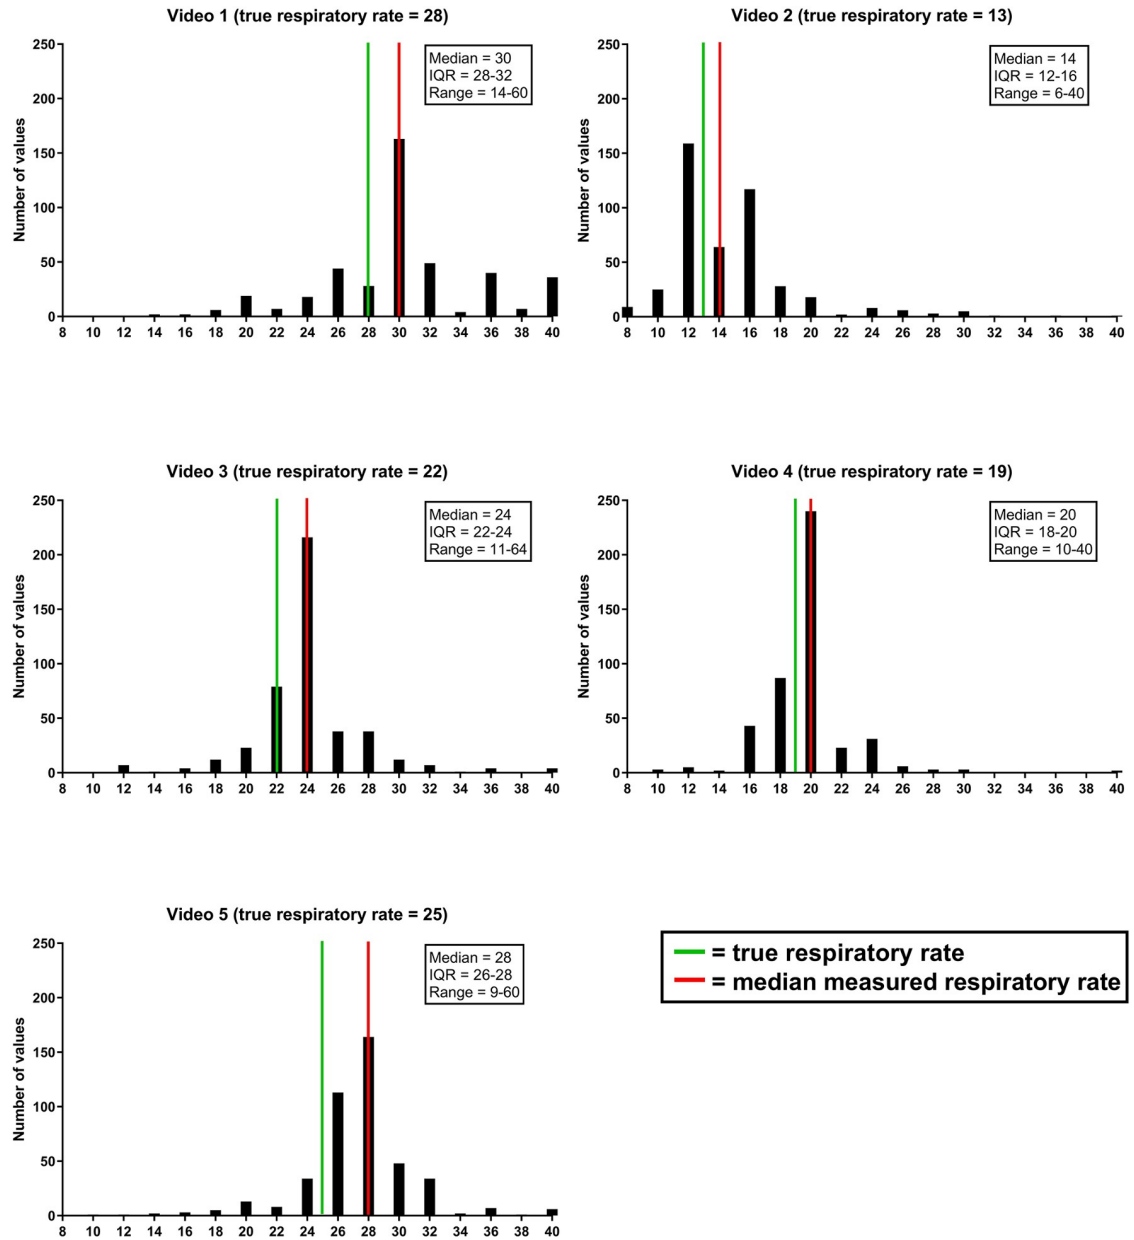 Video 1 (true respiratory rate = 28)
250
200
150
100
50
0
Number of values
Median = 30
IQR = 28-32
Range = 14-60
8 10 12 14 16 18 20 22 24 26 28 30 32 34 36 38 40
Video 2 (true respiratory rate = 13)
250
200
150
100
50
0
Number of values
Median = 14
IQR = 12-16
Range = 6-40
8 10 12 14 16 18 20 22 24 26 28 30 32 34 36 38 40
Video 3 (true respiratory rate = 22)
250
200
150
100
50
0
Number of values
Median = 24
IQR = 22-24
Range = 11-64
8 10 12 14 16 18 20 22 24 26 28 30 32 34 36 38 40
Video 4 (true respiratory rate = 19)
250
200
150
100
50
0
Number of values
Median = 20
IQR = 18-20
Range = 10-40
8 10 12 14 16 18 20 22 24 26 28 30 32 34 36 38 40
Video 5 (true respiratory rate = 25)
250
200
150
100
50
0
Number of values
Median = 28
IQR = 26-28
Range = 9-60
8 10 12 14 16 18 20 22 24 26 28 30 32 34 36 38 40
= true respiratory rate
= median measured respiratory rate